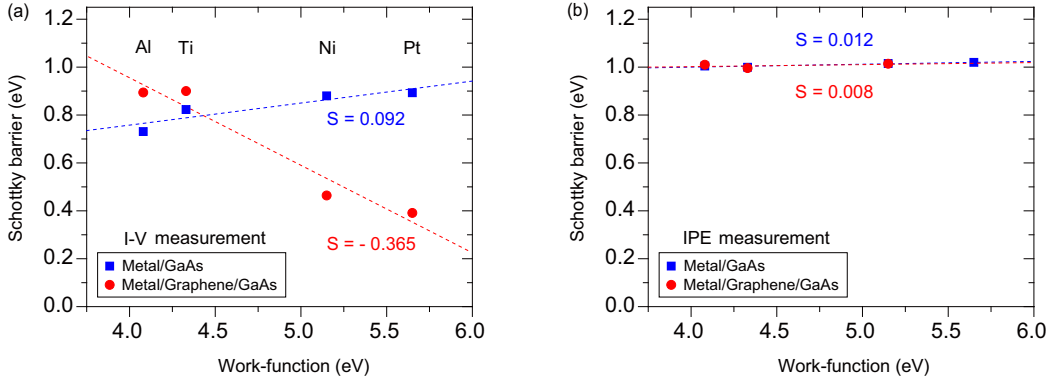 (a)
1.2
1.0
0.8
0.6
0.4
0.2
0.0
Schottky barrier (eV)
Al Ti Ni Pt
S = 0.092
S = - 0.365
I-V measurement
Metal/GaAs
Metal/Graphene/GaAs
4.0 4.5 5.0 5.5 6.0
Work-function (eV)
(b)
1.2
1.0
0.8
0.6
0.4
0.2
0.0
Schottky barrier (eV)
S = 0.012
S = 0.008
IPE measurement
Metal/GaAs
Metal/Graphene/GaAs
4.0 4.5 5.0 5.5 6.0
Work-function (eV)